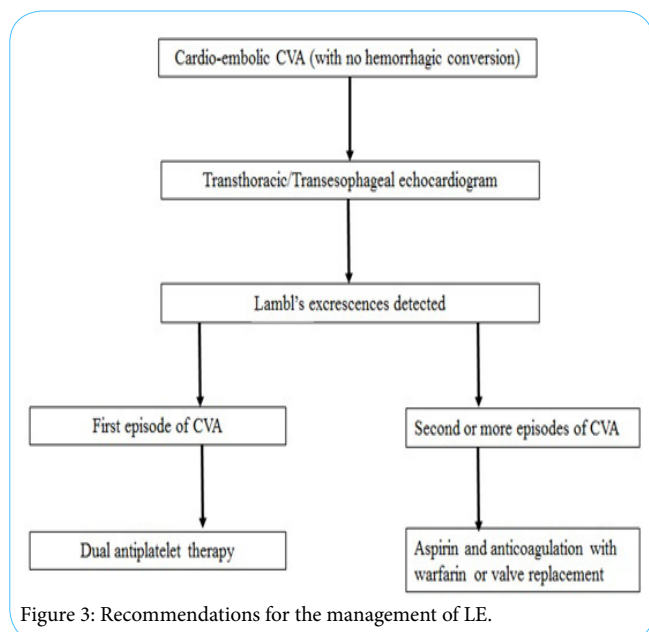 Cardio-embolic CVA (with no hemorrhagic conversion)
Transthoracic/Transesophageal echocardiogram
Lambl's excrescences detected
First episode of CVA
Second or more episodes of CVA
Dual antiplatelet therapy
Aspirin and anticoagulation with
warfarin or valve replacement
Figure 3: Recommendations for the management of LE.